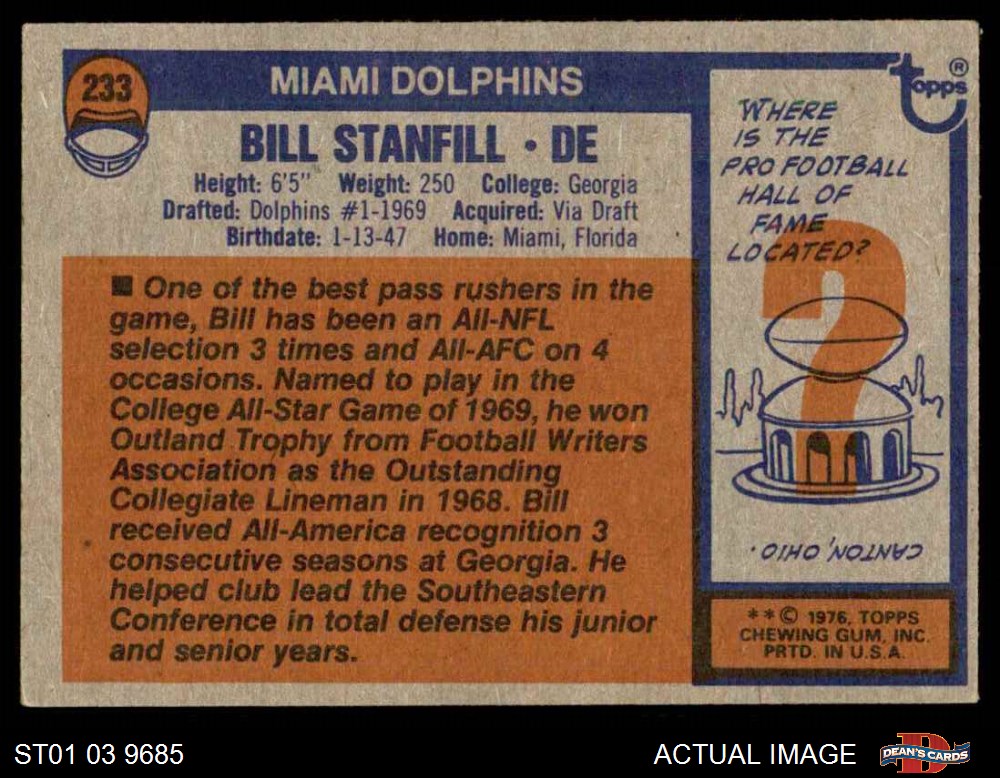 233
MIAMI DOLPHINS
BILL STANFILL • DE
Height: 6'5" Weight: 250 College: Georgia
Drafted: Dolphins #1-1969 Acquired: Via Draft
Birthdate: 1-13-47 Home: Miami, Florida
■ One of the best pass rushers in the
game, Bill has been an All-NFL
selection 3 times and All-AFC on 4
occasions. Named to play in the
College All-Star Game of 1969, he won
Outland Trophy from Football Writers
Association as the Outstanding
Collegiate Lineman in 1968. Bill
received All-America recognition 3
consecutive seasons at Georgia. He
helped club lead the Southeastern
Conference in total defense his junior
and senior years.
topps®
WHERE
IS THE
PRO FOOTBALL
HALL OF
FAME
LOCATED?
?
CANTON, OHIO.
**© 1976, TOPPS
CHEWING GUM, INC.
PRTD. IN U.S.A.
ST01 03 9685
ACTUAL IMAGE
D
DEAN'S CARDS